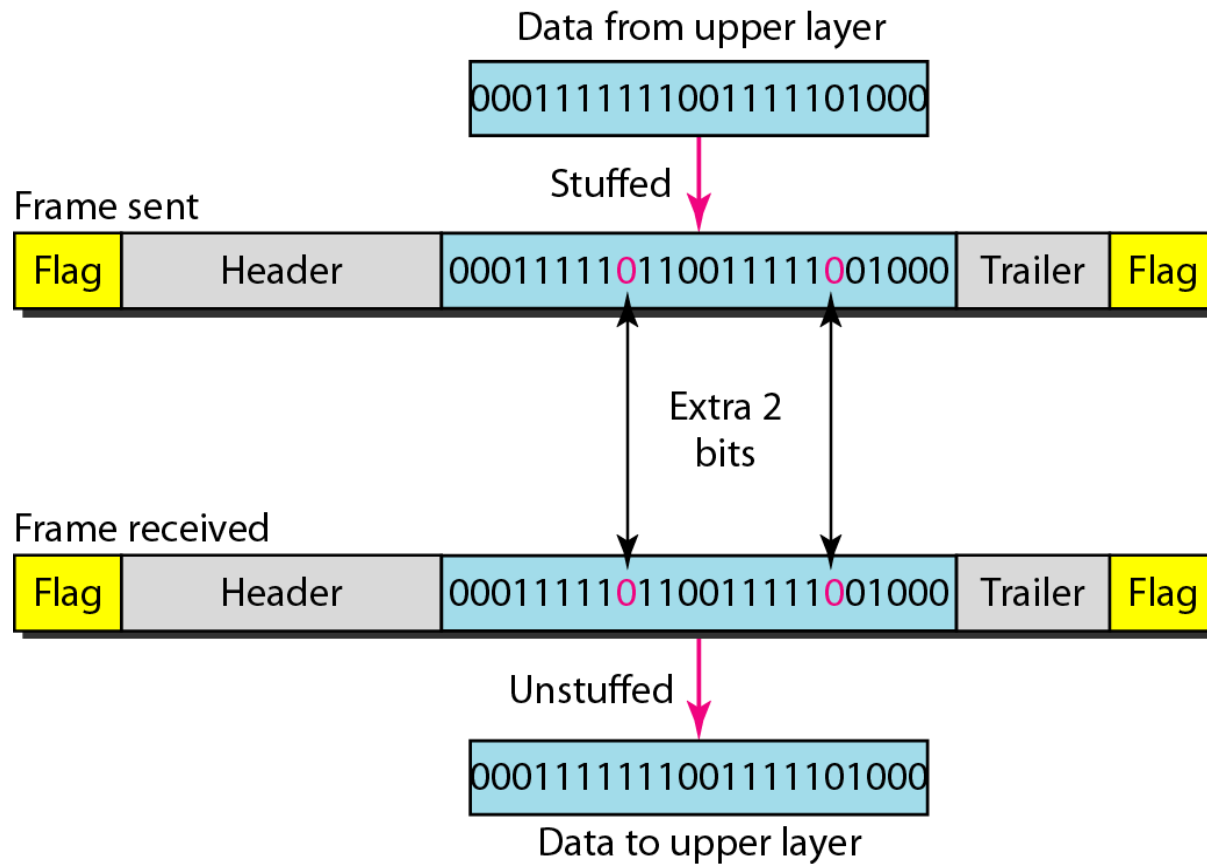 Data from upper layer
0001111111001111101000
Stuffed
Frame sent
Flag Header 000111110110011111001000 Trailer Flag
Extra 2
bits
Frame received
Flag Header 000111110110011111001000 Trailer Flag
Unstuffed
0001111111001111101000
Data to upper layer